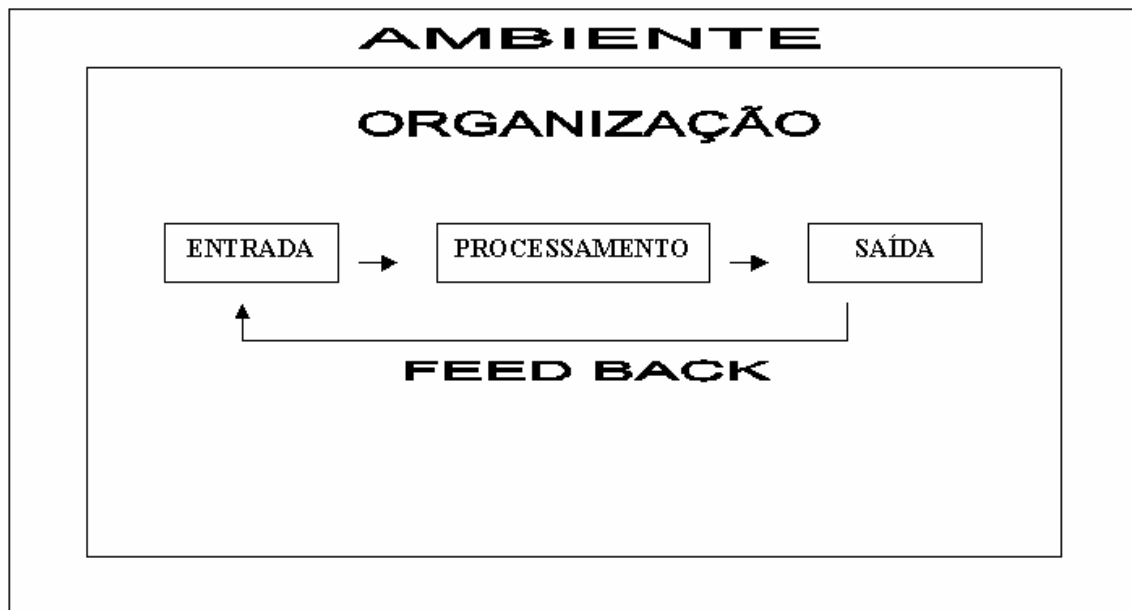 AMBIENTE
ORGANIZAÇÃO
ENTRADA
PROCESSAMENTO
SAÍDA
FEED BACK